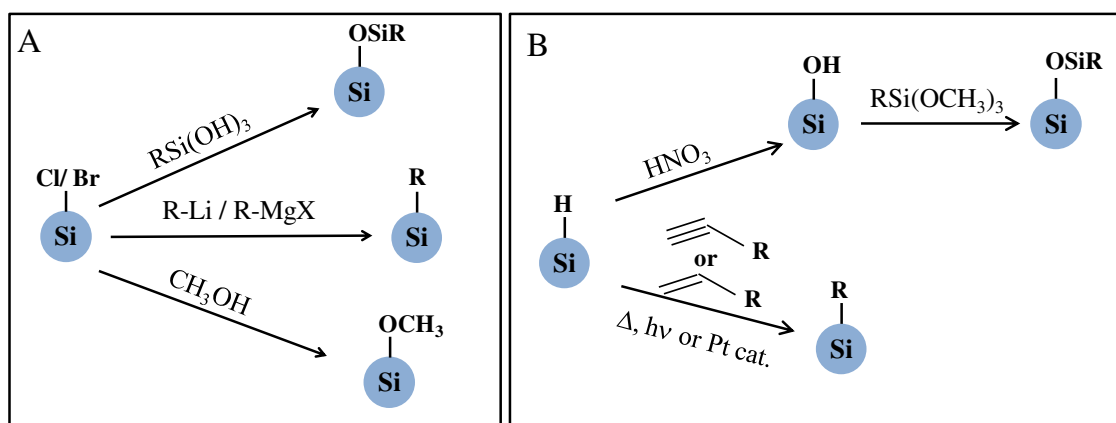 A
OSiR
Si
RSi(OH)₃
Cl/ Br
Si
R-Li / R-MgX
R
Si
CH₃OH
OCH₃
Si
B
OH
Si
RSi(OCH₃)₃
OSiR
Si
HNO₃
H
Si
R
or
R
Δ, hν or Pt cat.
R
Si